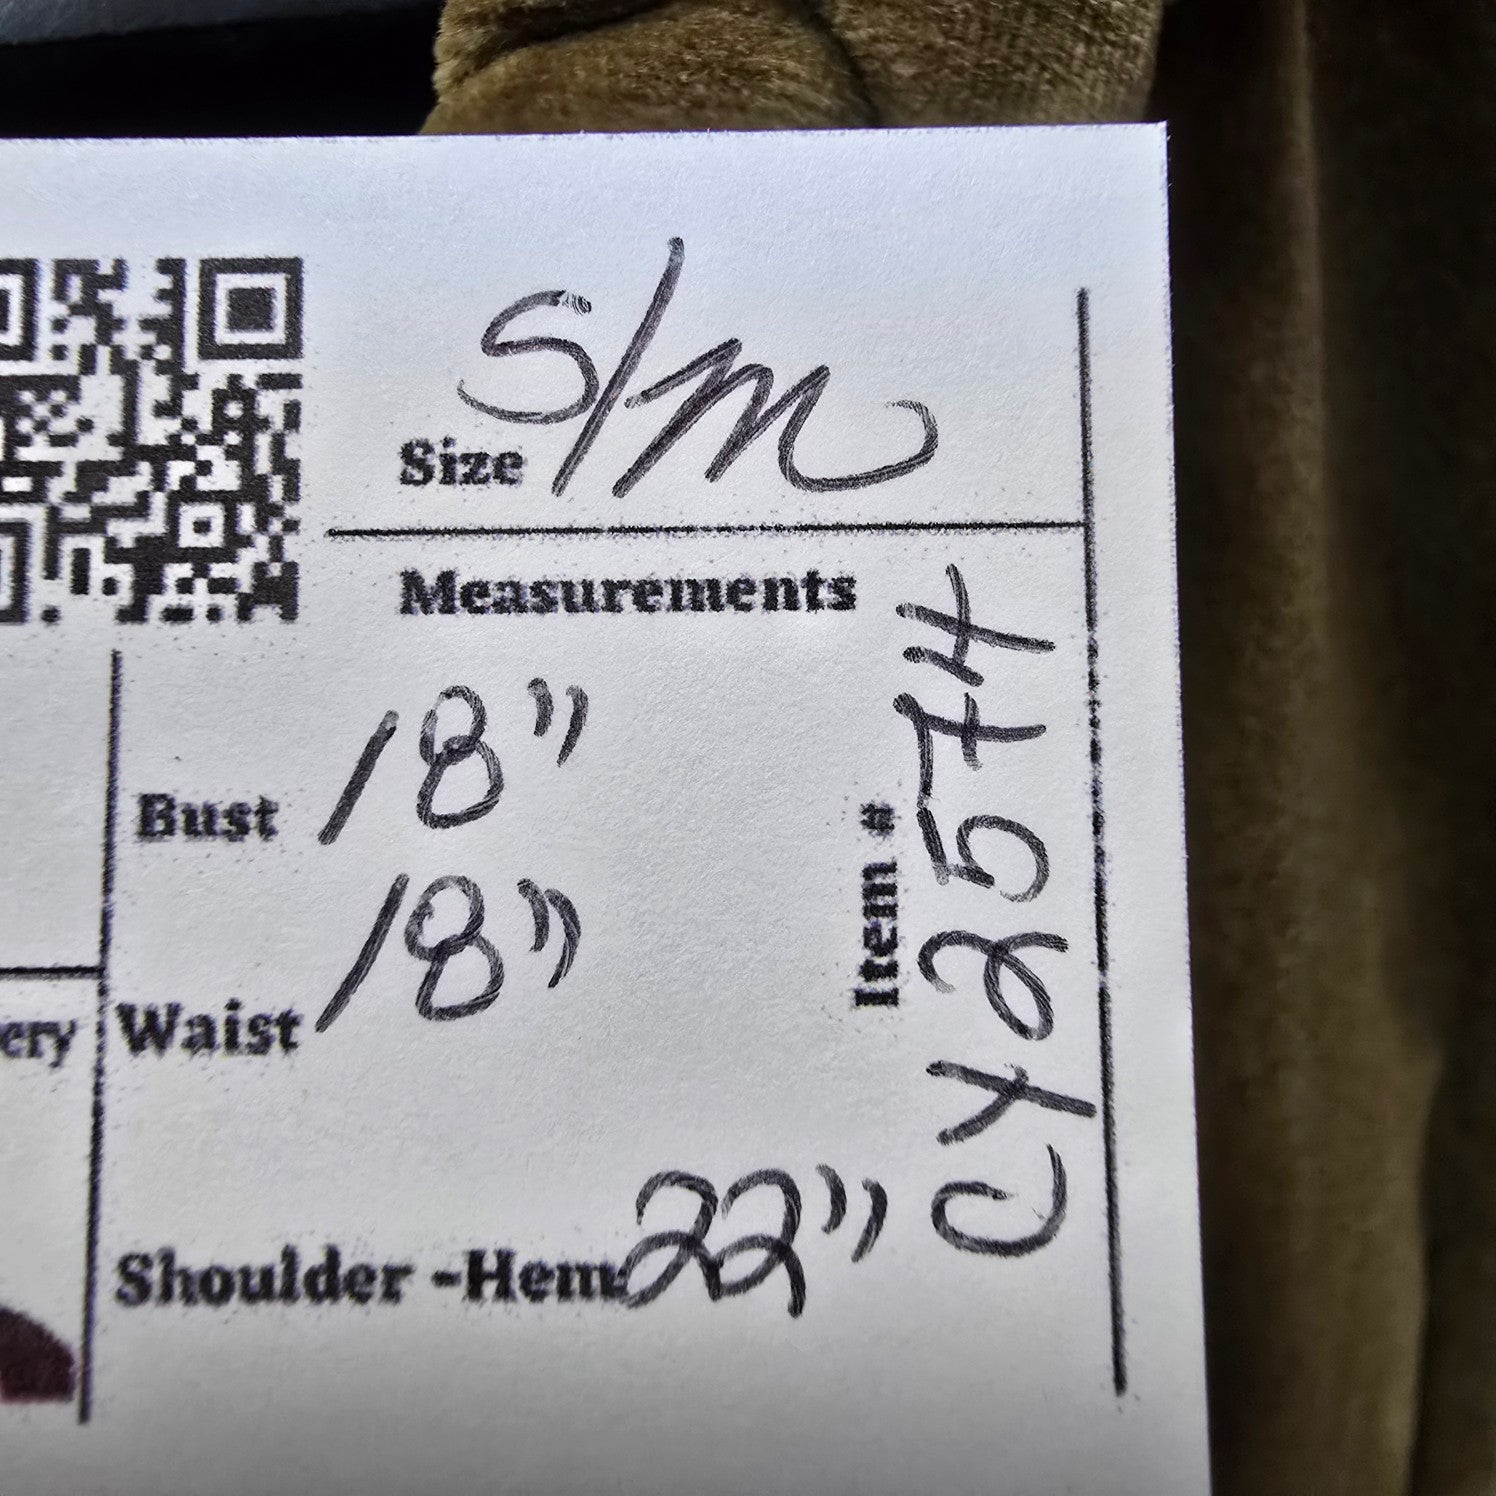 Size S/M
Measurements
Bust 18"
Waist 18"
Shoulder -Hem 22"
Item # CY2574
ery